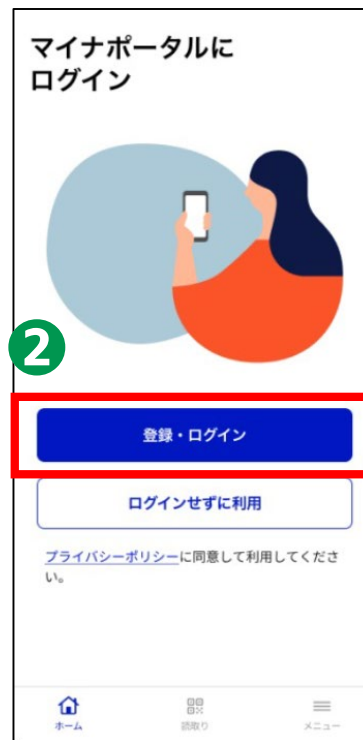 マイナポータルに
ログイン
2
登録・ログイン
ログインせずに利用
プライバシーポリシーに同意して利用してくださ
い。
ホーム
読取り
メニュー